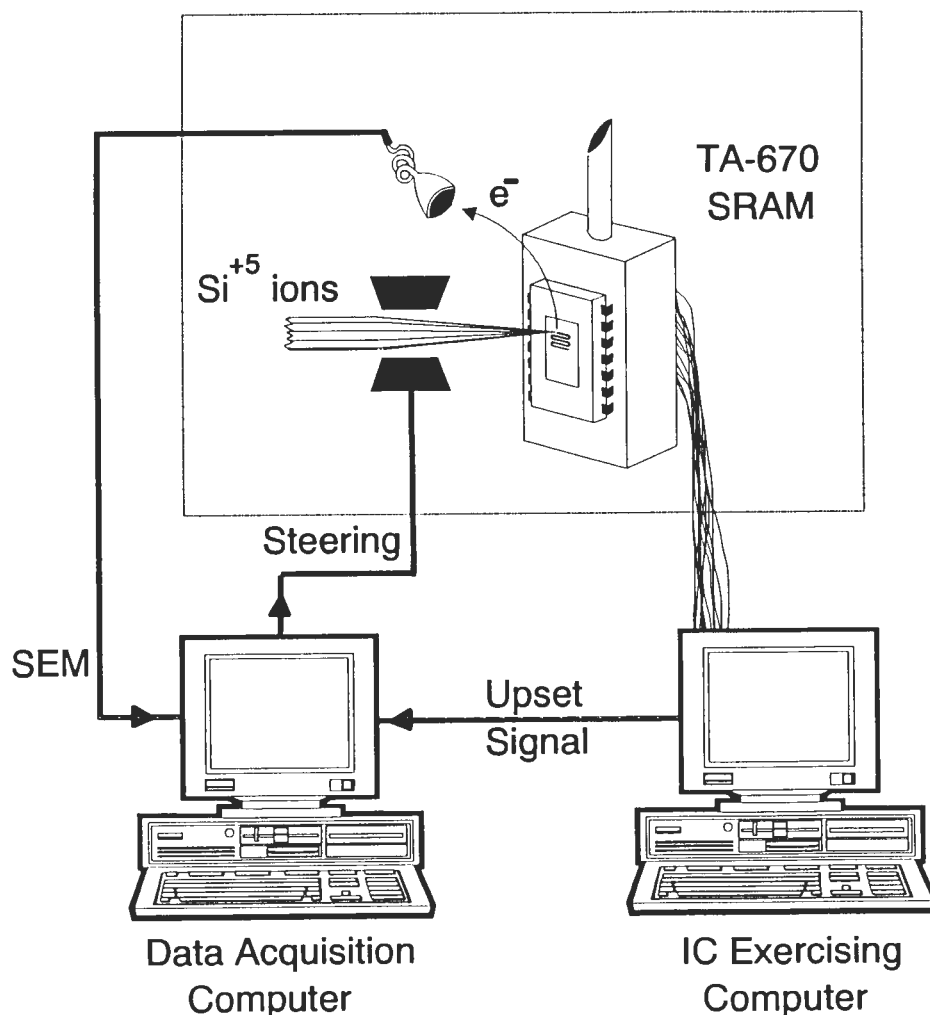 TA-670
SRAM
e⁻
Si⁺⁵ ions
Steering
SEM
Upset
Signal
Data Acquisition
Computer
IC Exercising
Computer